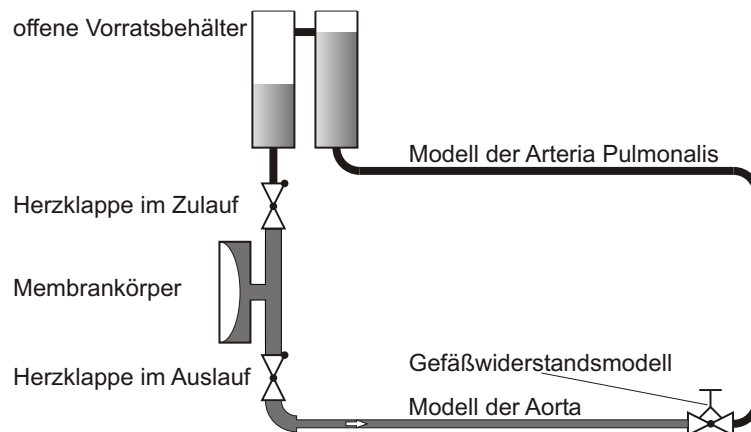 offene Vorratsbehälter
Modell der Arteria Pulmonalis
Herzklappe im Zulauf
Membrankörper
Herzklappe im Auslauf
Gefäßwiderstandsmodell
Modell der Aorta